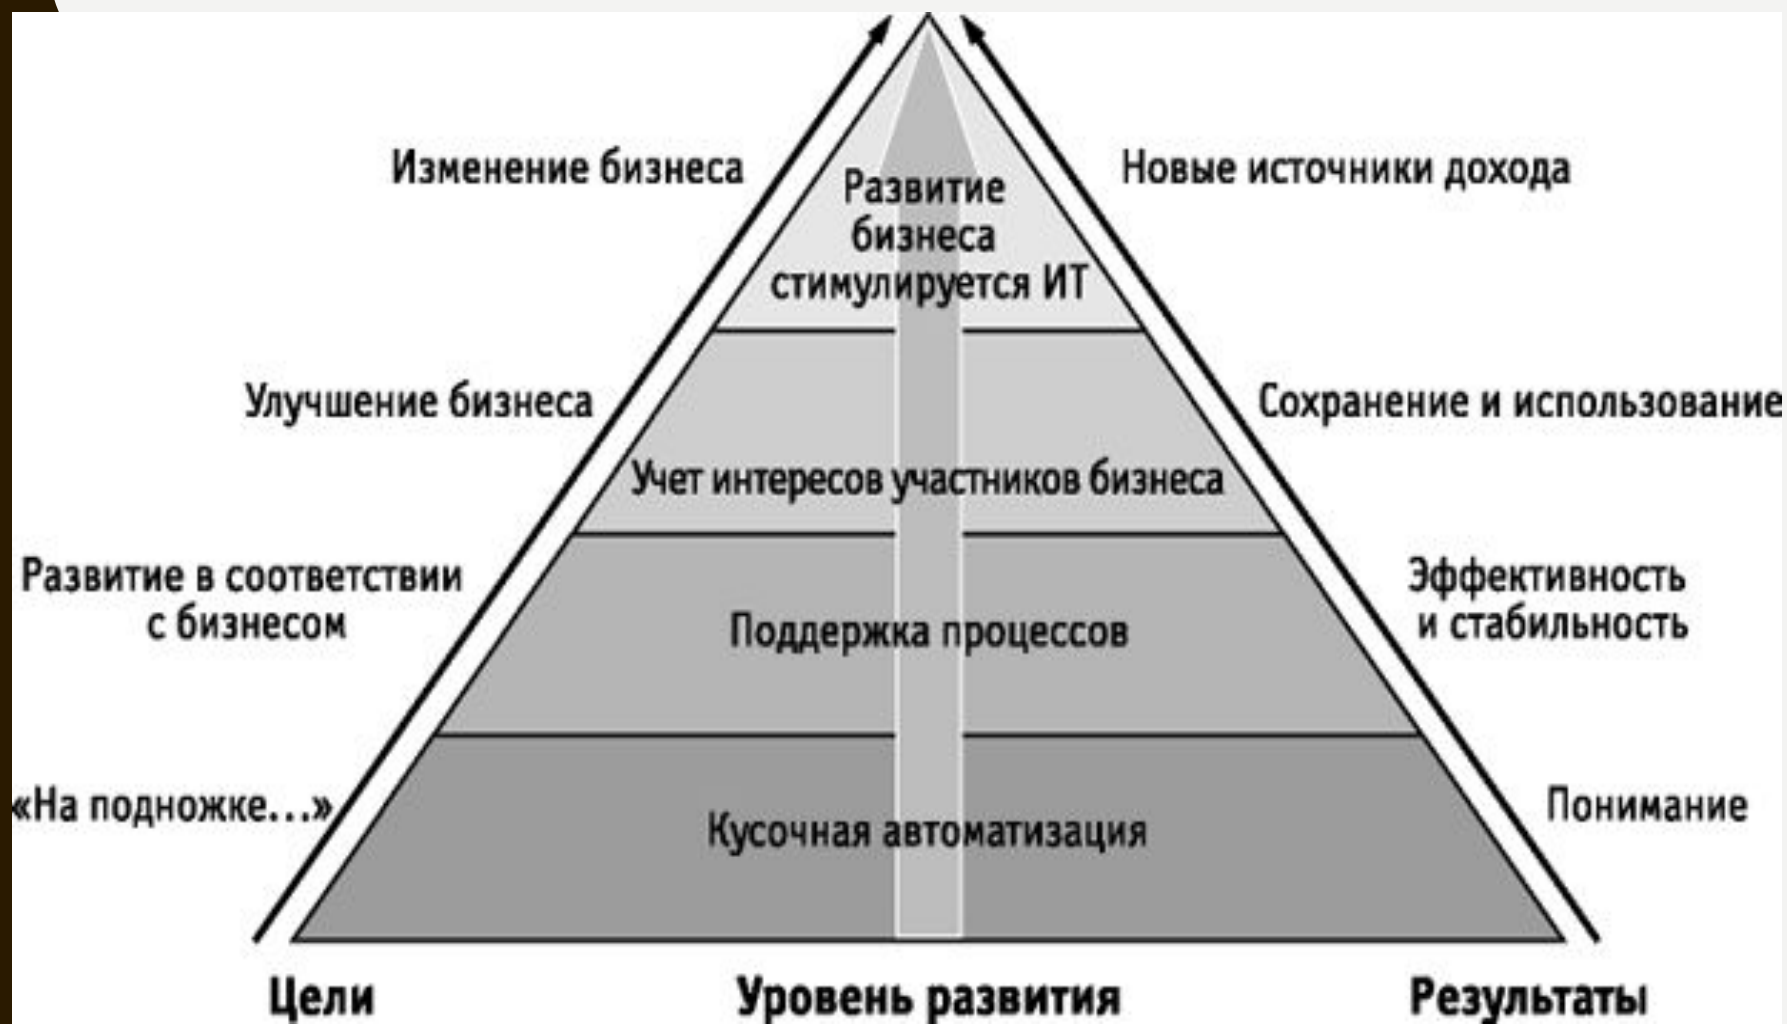 Изменение бизнеса
Развитие
бизнеса
стимулируется ИТ
Новые источники дохода
Улучшение бизнеса
Учет интересов участников бизнеса
Сохранение и использование
Развитие в соответствии
с бизнесом
Поддержка процессов
Эффективность
и стабильность
«На подножке...»
Кусочная автоматизация
Понимание
Цели
Уровень развития
Результаты